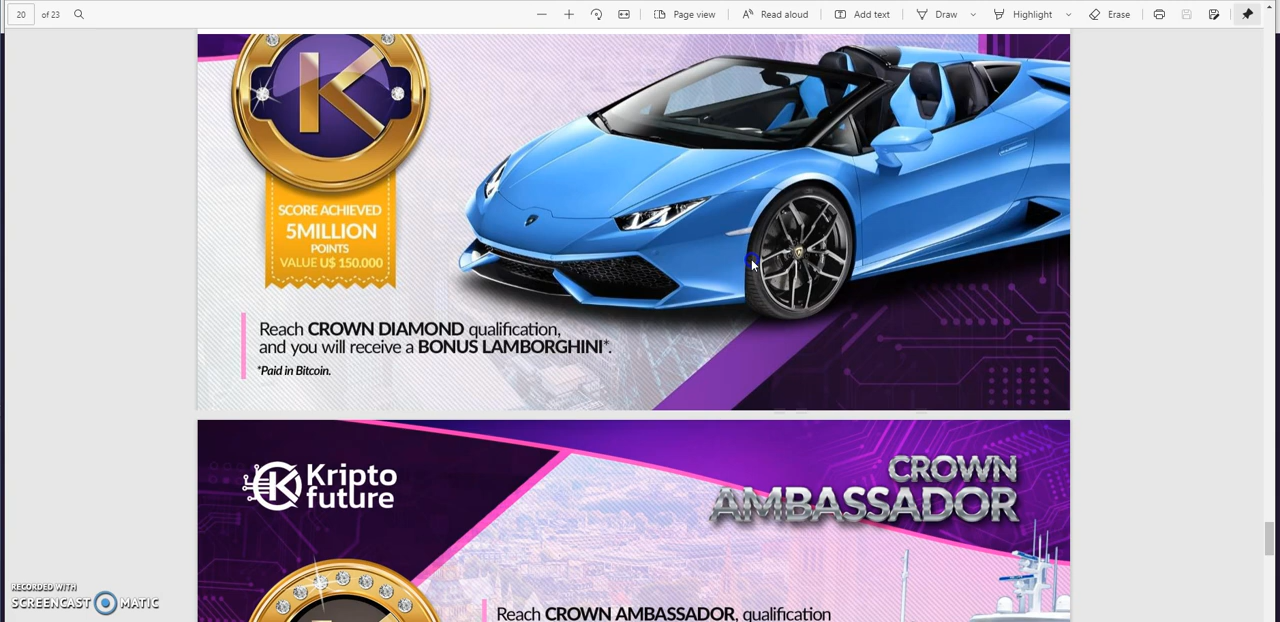 20 of 23 Page view Read aloud Add text Draw Highlight Erase
K
SCORE ACHIEVED
5MILLION
POINTS
VALUE U$ 150.000
Reach CROWN DIAMOND qualification,
and you will receive a BONUS LAMBORGHINI*.
*Paid in Bitcoin.
Kripto
future
CROWN
AMBASSADOR
Reach CROWN AMBASSADOR, qualification
RECORDED WITH
SCREENCAST MATIC